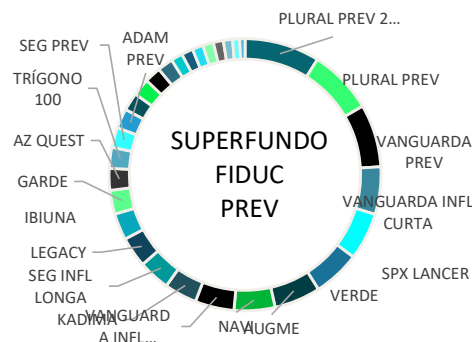 PLURAL PREV 2...
PLURAL PREV
VANGUARDA
PREV
VANGUARDA INFL
CURTA
SPX LANCER
VERDE
AUGME
NAVI
VANGUARD
A INFL...
KADIMA
SEG INFL
LONGA
LEGACY
IBIUNA
GARDE
AZ QUEST
TRÍGONO
100
SEG PREV
ADAM
PREV
SUPERFUNDO
FIDUC
PREV